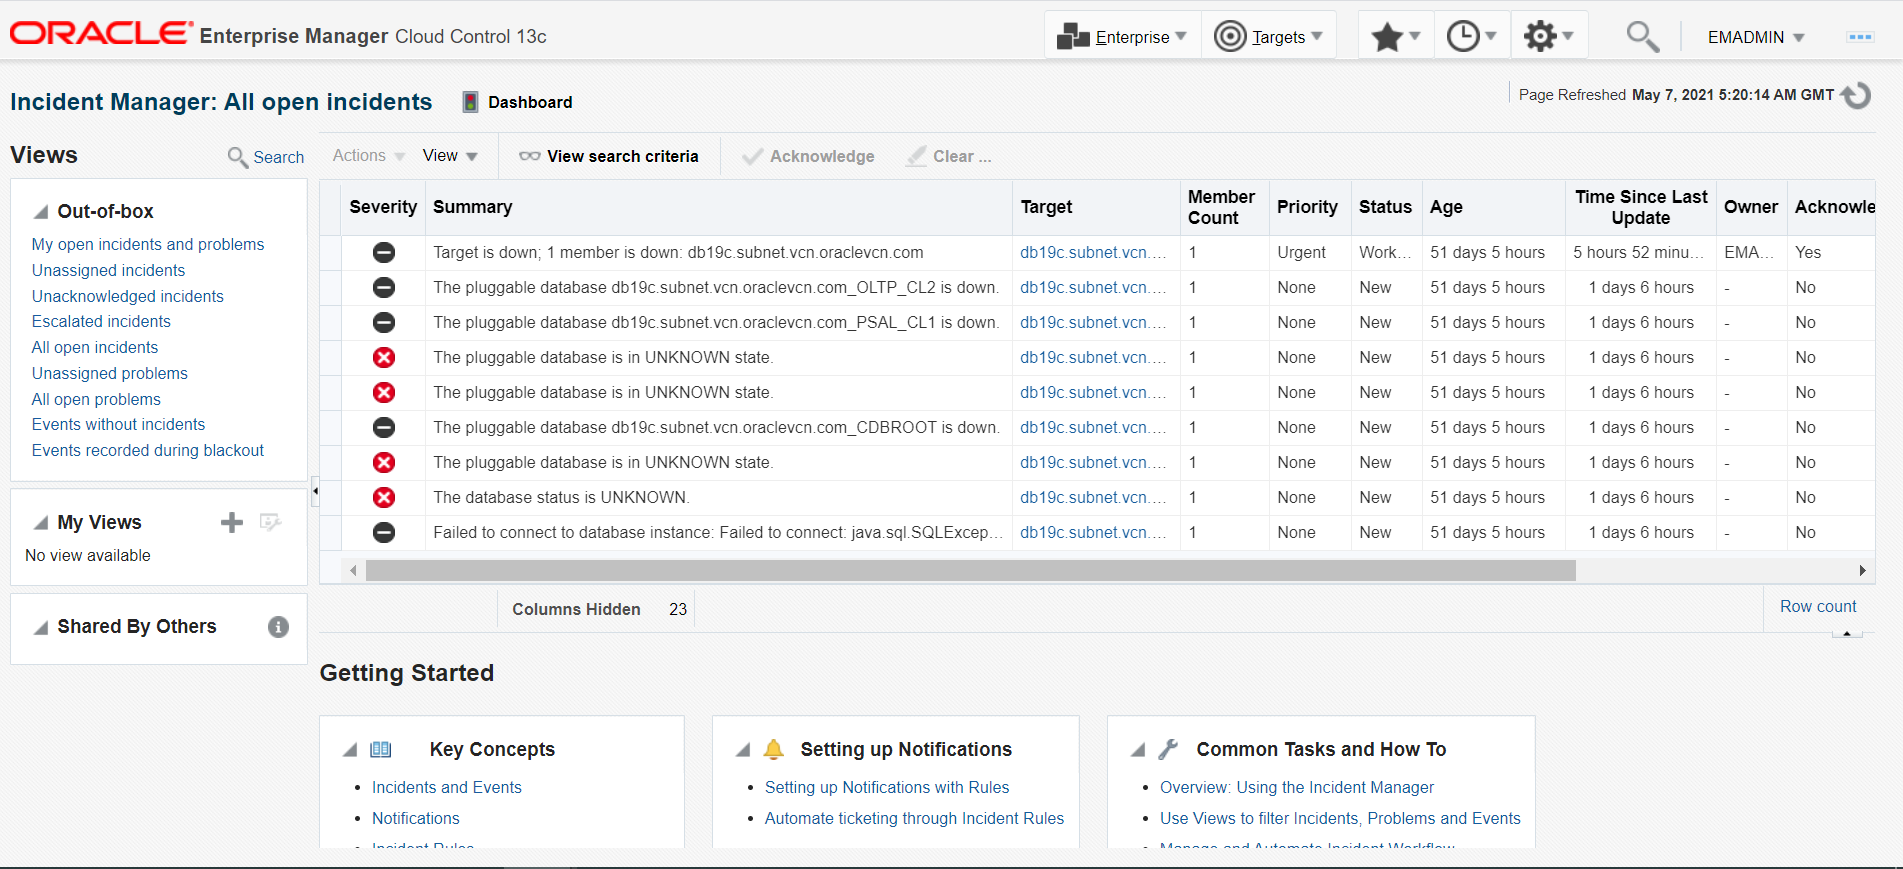 ORACLE Enterprise Manager Cloud Control 13c
Enterprise
Targets
EMADMIN
Incident Manager: All open incidents
Dashboard
Page Refreshed May 7, 2021 5:20:14 AM GMT
Views
Search
Out-of-box
My open incidents and problems
Unassigned incidents
Unacknowledged incidents
Escalated incidents
All open incidents
Unassigned problems
All open problems
Events without incidents
Events recorded during blackout
My Views
No view available
Shared By Others
Actions View View search criteria Acknowledge Clear ...
Severity Summary Target Member Count Priority Status Age Time Since Last Update Owner Acknowle
Target is down; 1 member is down: db19c.subnet.vcn.oraclevcn.com db19c.subnet.vcn.... 1 Urgent Work... 51 days 5 hours 5 hours 52 minu... EMA... Yes
The pluggable database db19c.subnet.vcn.oraclevcn.com_OLTP_CL2 is down. db19c.subnet.vcn.... 1 None New 51 days 5 hours 1 days 6 hours - No
The pluggable database db19c.subnet.vcn.oraclevcn.com_PSAL_CL1 is down. db19c.subnet.vcn.... 1 None New 51 days 5 hours 1 days 6 hours - No
The pluggable database is in UNKNOWN state. db19c.subnet.vcn.... 1 None New 51 days 5 hours 1 days 6 hours - No
The pluggable database is in UNKNOWN state. db19c.subnet.vcn.... 1 None New 51 days 5 hours 1 days 6 hours - No
The pluggable database db19c.subnet.vcn.oraclevcn.com_CDBROOT is down. db19c.subnet.vcn.... 1 None New 51 days 5 hours 1 days 6 hours - No
The pluggable database is in UNKNOWN state. db19c.subnet.vcn.... 1 None New 51 days 5 hours 1 days 6 hours - No
The database status is UNKNOWN. db19c.subnet.vcn.... 1 None New 51 days 5 hours 1 days 6 hours - No
Failed to connect to database instance: Failed to connect: java.sql.SQLExcep... db19c.subnet.vcn.... 1 None New 51 days 5 hours 1 days 6 hours - No
Columns Hidden 23
Row count
Getting Started
Key Concepts
• Incidents and Events
• Notifications
• Incident Rules
Setting up Notifications
• Setting up Notifications with Rules
• Automate ticketing through Incident Rules
Common Tasks and How To
• Overview: Using the Incident Manager
• Use Views to filter Incidents, Problems and Events
• Manage and Automate Incident Workflow